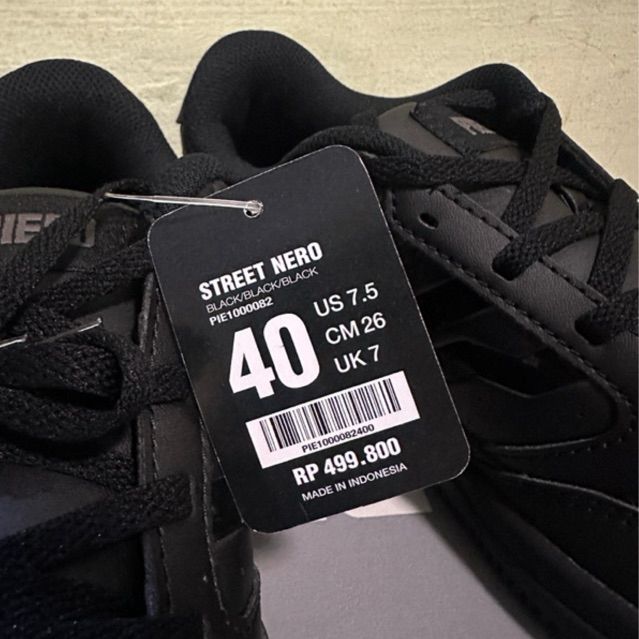 STREET NERO
BLACK/BLACK/BLACK
PIE1000082
40
US 7.5
CM 26
UK 7
PIE1000082400
RP 499.800
MADE IN INDONESIA